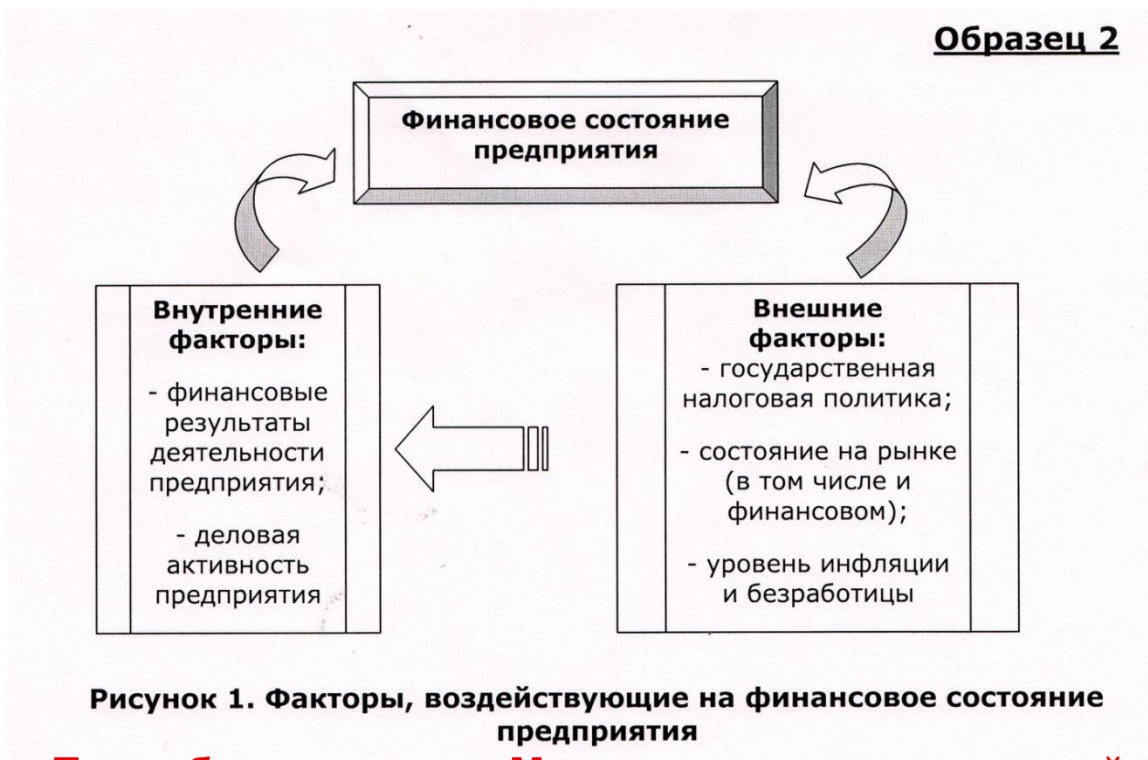 Образец 2
Финансовое состояние
предприятия
Внутренние
факторы:
- финансовые
результаты
деятельности
предприятия;
- деловая
активность
предприятия
Внешние
факторы:
- государственная
налоговая политика;
- состояние на рынке
(в том числе и
финансовом);
- уровень инфляции
и безработицы
Рисунок 1. Факторы, воздействующие на финансовое состояние
предприятия